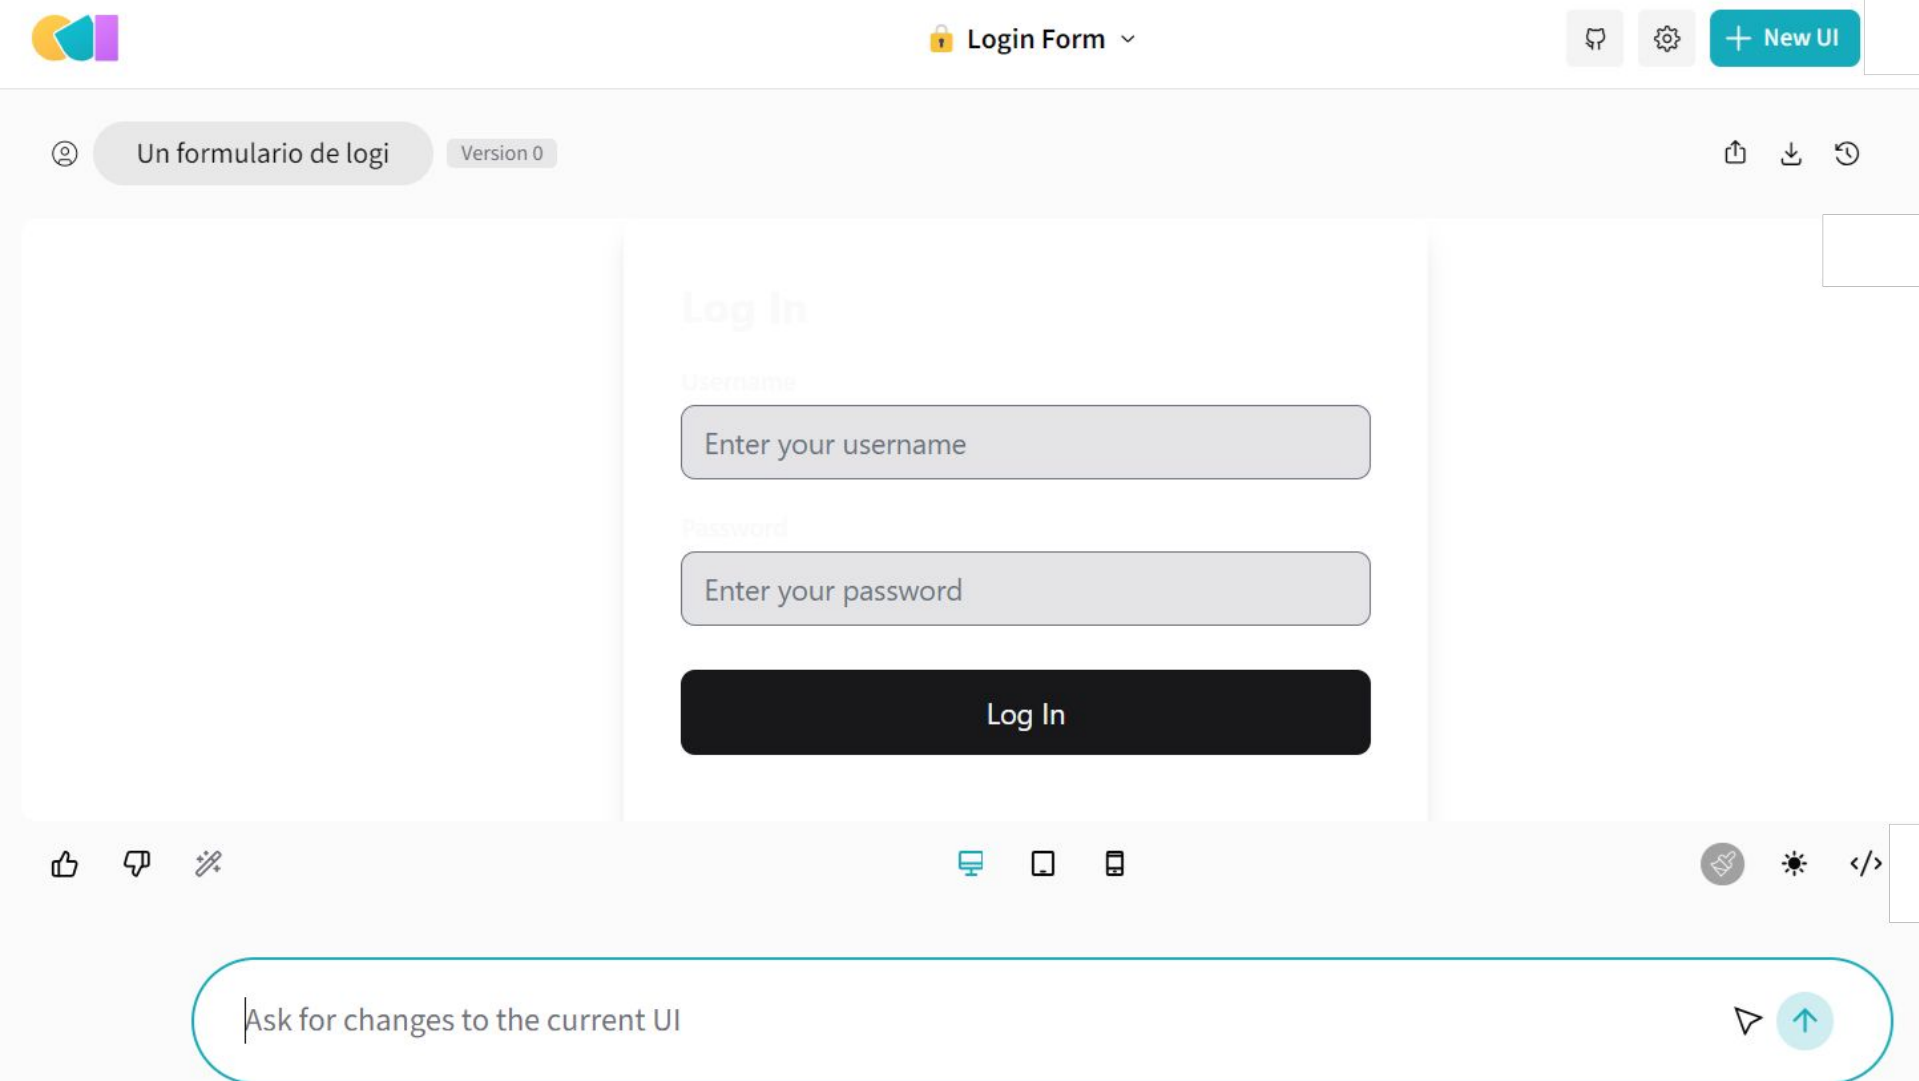 Login Form
New UI
Un formulario de logi
Version 0
Log In
Username
Enter your username
Password
Enter your password
Log In
Ask for changes to the current UI